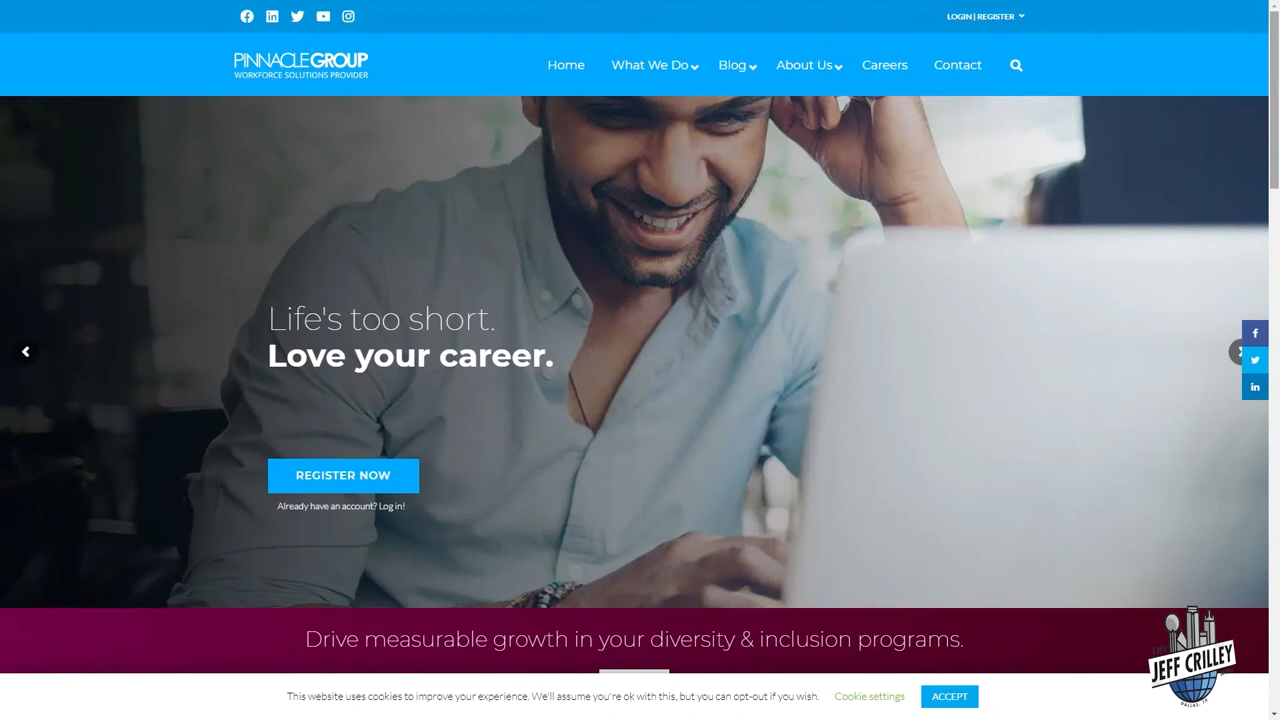 LOGIN | REGISTER
PINNACLEGROUP
WORKFORCE SOLUTIONS PROVIDER
Home What We Do Blog About Us Careers Contact
Life's too short.
Love your career.
REGISTER NOW
Already have an account? Log in!
Drive measurable growth in your diversity & inclusion programs.
THE
JEFF CRILLEY
DALLAS, TX
This website uses cookies to improve your experience. We'll assume you're ok with this, but you can opt-out if you wish. Cookie settings ACCEPT